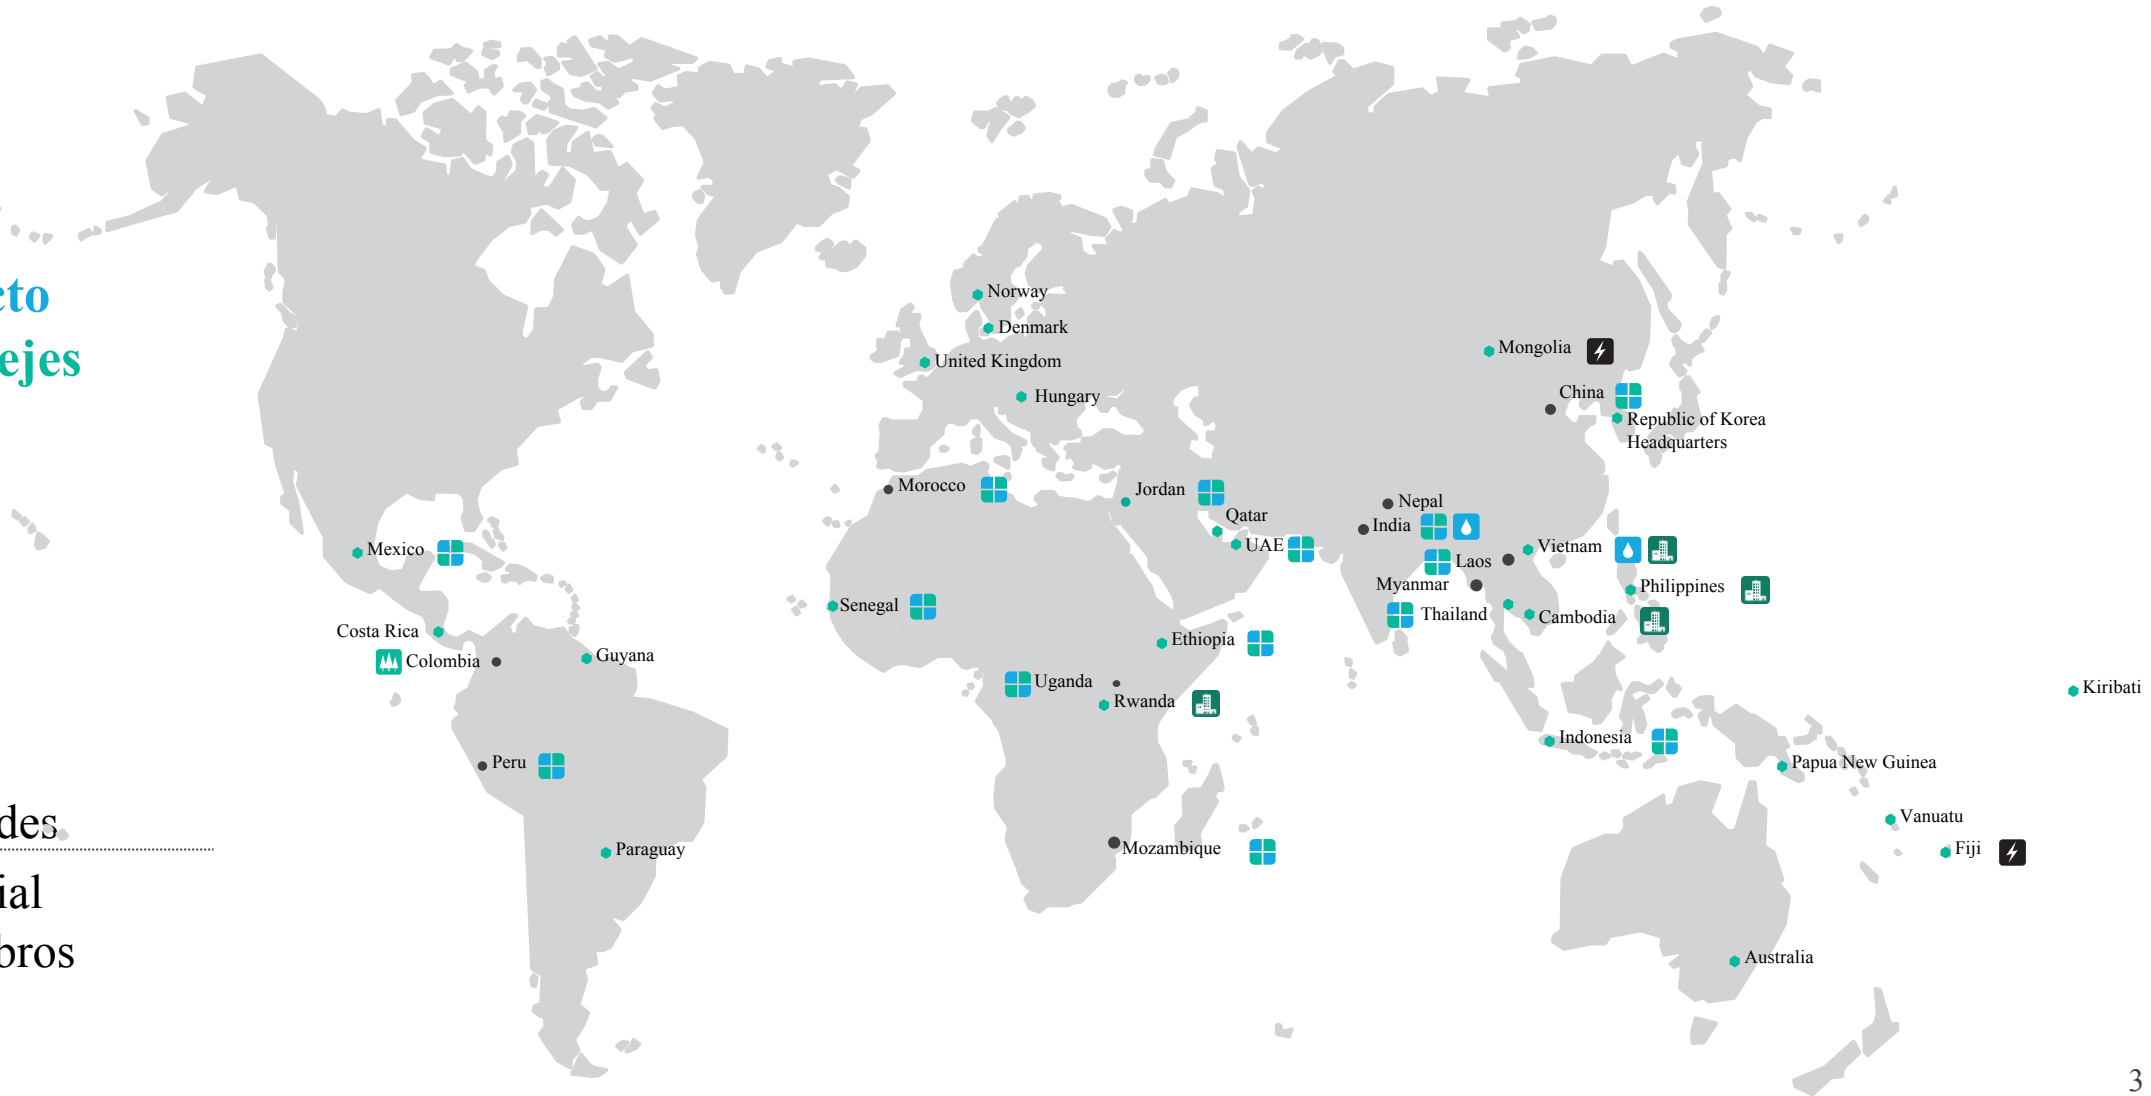 cto
ejes
des
ial
bros
Norway
Denmark
United Kingdom
Hungary
Mongolia
China
Republic of Korea
Headquarters
Morocco
Jordan
Qatar
UAE
Nepal
India
Laos
Vietnam
Myanmar
Thailand
Cambodia
Philippines
Mexico
Senegal
Costa Rica
Colombia
Guyana
Ethiopia
Uganda
Rwanda
Kiribati
Peru
Indonesia
Papua New Guinea
Paraguay
Mozambique
Vanuatu
Fiji
Australia
3